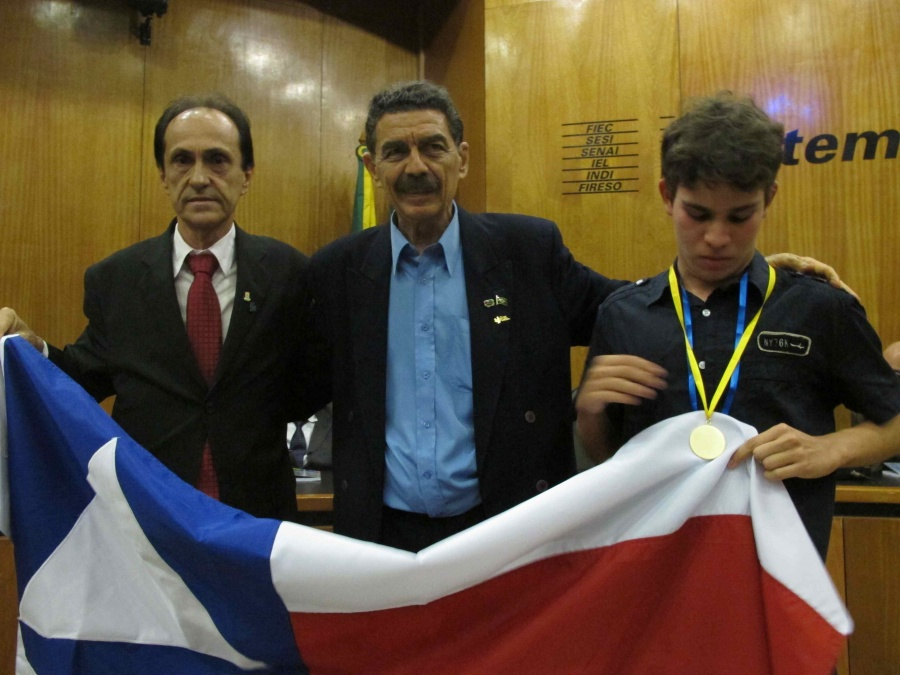 FIEC
SESI
SENAI
IEL
INDI
FIRESO
tem